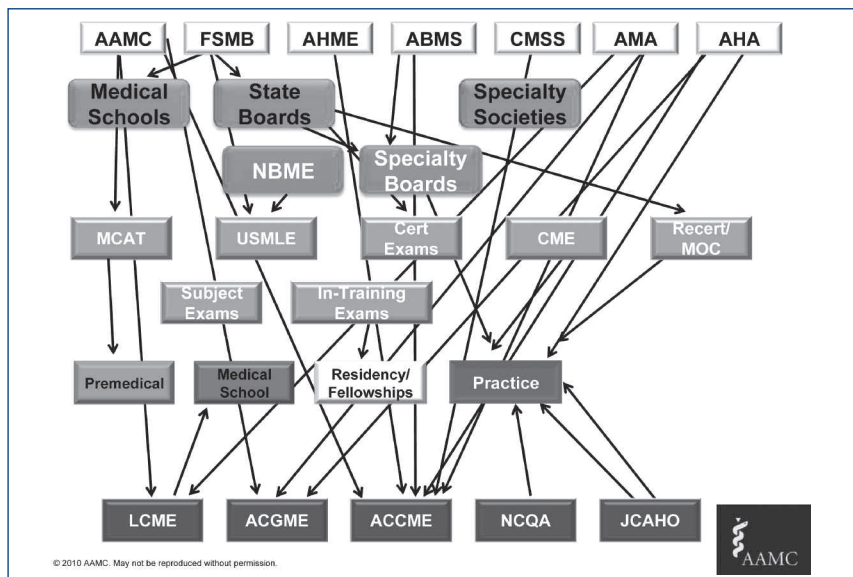 AAMC FSMB AHME ABMS CMSS AMA AHA
Medical
Schools
State
Boards
Specialty
Societies
NBME
Specialty
Boards
MCAT
USMLE
Cert
Exams
CME
Recert/
MOC
Subject
Exams
In-Training
Exams
Premedical
Medical
School
Residency/
Fellowships
Practice
LCME ACGME ACCME NCQA JCAHO
© 2010 AAMC. May not be reproduced without permission.
AAMC